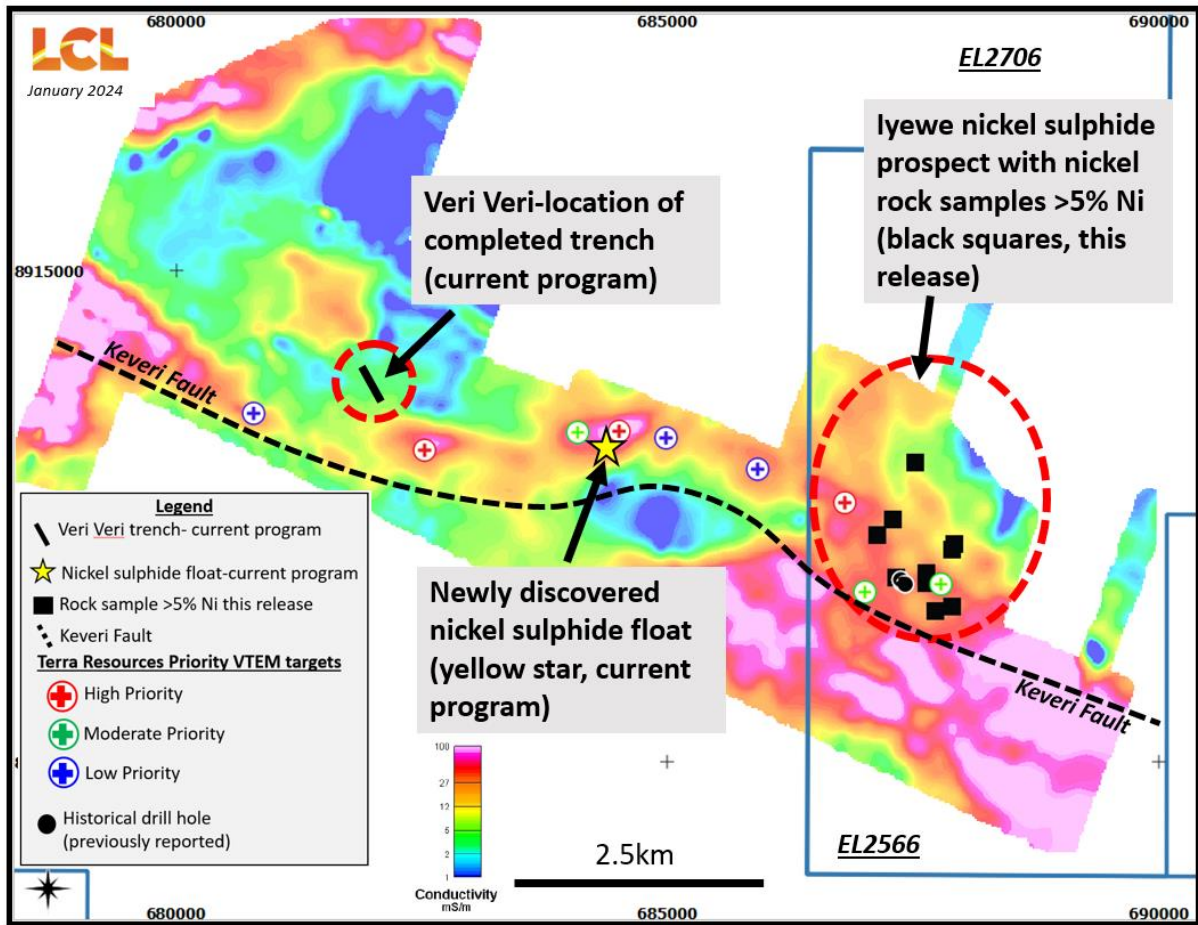 680000
685000
690000
LCL
January 2024
EL2706
Iyewe nickel sulphide
prospect with nickel
rock samples >5% Ni
(black squares, this
release)
Veri Veri-location of
completed trench
(current program)
8915000
Keveri Fault
Legend
Veri Veri trench- current program
Nickel sulphide float-current program
Rock sample >5% Ni this release
Keveri Fault
Terra Resources Priority VTEM targets
High Priority
Moderate Priority
Low Priority
Historical drill hole
(previously reported)
Newly discovered
nickel sulphide float
(yellow star, current
program)
Keveri Fault
100
27
12
5
2
1
Conductivity
mS/m
2.5km
EL2566
680000
685000
690000